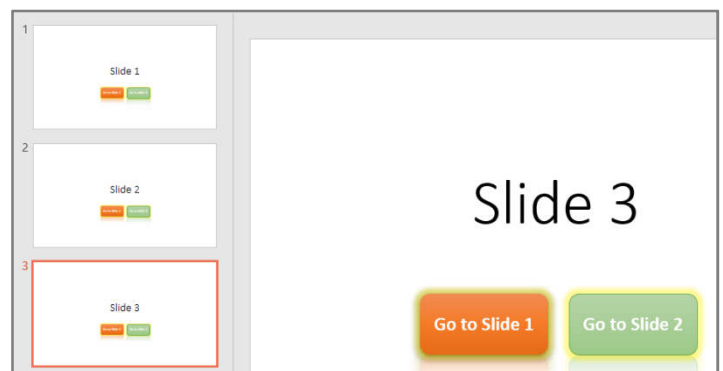 1
Slide 1
2
Slide 2
3
Slide 3
Slide 3
Go to Slide 1
Go to Slide 2